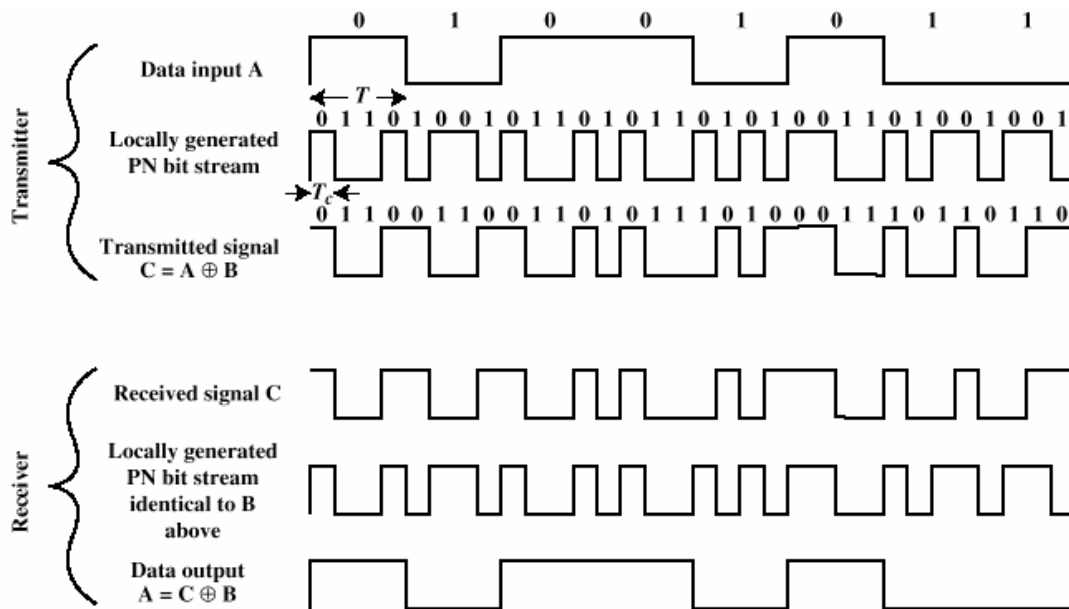 0 1 0 0 1 0 1 1
Transmitter
Data input A
T
0 1 1 0 1 0 0 1 0 1 1 0 1 0 1 1 0 1 0 1 0 0 1 1 0 1 0 0 1 0 0 1
Locally generated
PN bit stream
Tc
0 1 1 0 0 1 1 0 0 1 1 0 1 0 1 1 1 0 1 0 0 0 1 1 1 0 1 1 0 1 1 0
Transmitted signal
C = A ⊕ B
Receiver
Received signal C
Locally generated
PN bit stream
identical to B
above
Data output
A = C ⊕ B